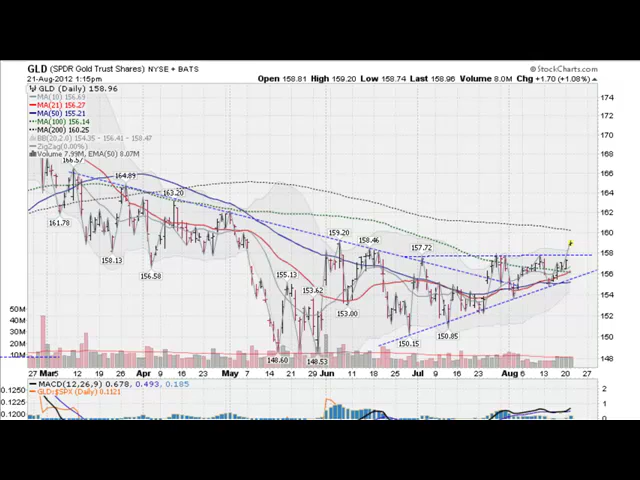 GLD (SPDR Gold Trust Shares) NYSE + BATS
© StockCharts.com
21-Aug-2012 1:15pm
Open 158.81 High 159.20 Low 158.74 Last 158.96 Volume 8.0M Chg +1.70 (+1.08%)
GLD (Daily) 158.96
MA(10) 156.69
MA(21) 156.27
MA(50) 155.21
MA(100) 156.14
MA(200) 160.25
BB(20,2.0) 154.35 - 156.41 - 158.47
ZigZag(0.00%)
Volume 7.99M, EMA(50) 8.07M
166.57
164.89
163.20
161.78
158.13
156.58
155.13
153.62
148.60
148.53
159.20
158.46
153.00
157.72
150.15
150.85
174
172
170
168
166
164
162
160
158
156
154
152
150
148
50M
40M
30M
20M
10M
27 Mar5 12 19 26 Apr 9 16 23 May 7 14 21 29 Jun 11 18 25 Jul 9 16 23 Aug 6 13 20 27
MACD(12,26,9) 0.678, 0.493, 0.185
GLD:$SPX (Daily) 0.1121
0.1250
0.1225
0.1200
2
1
0